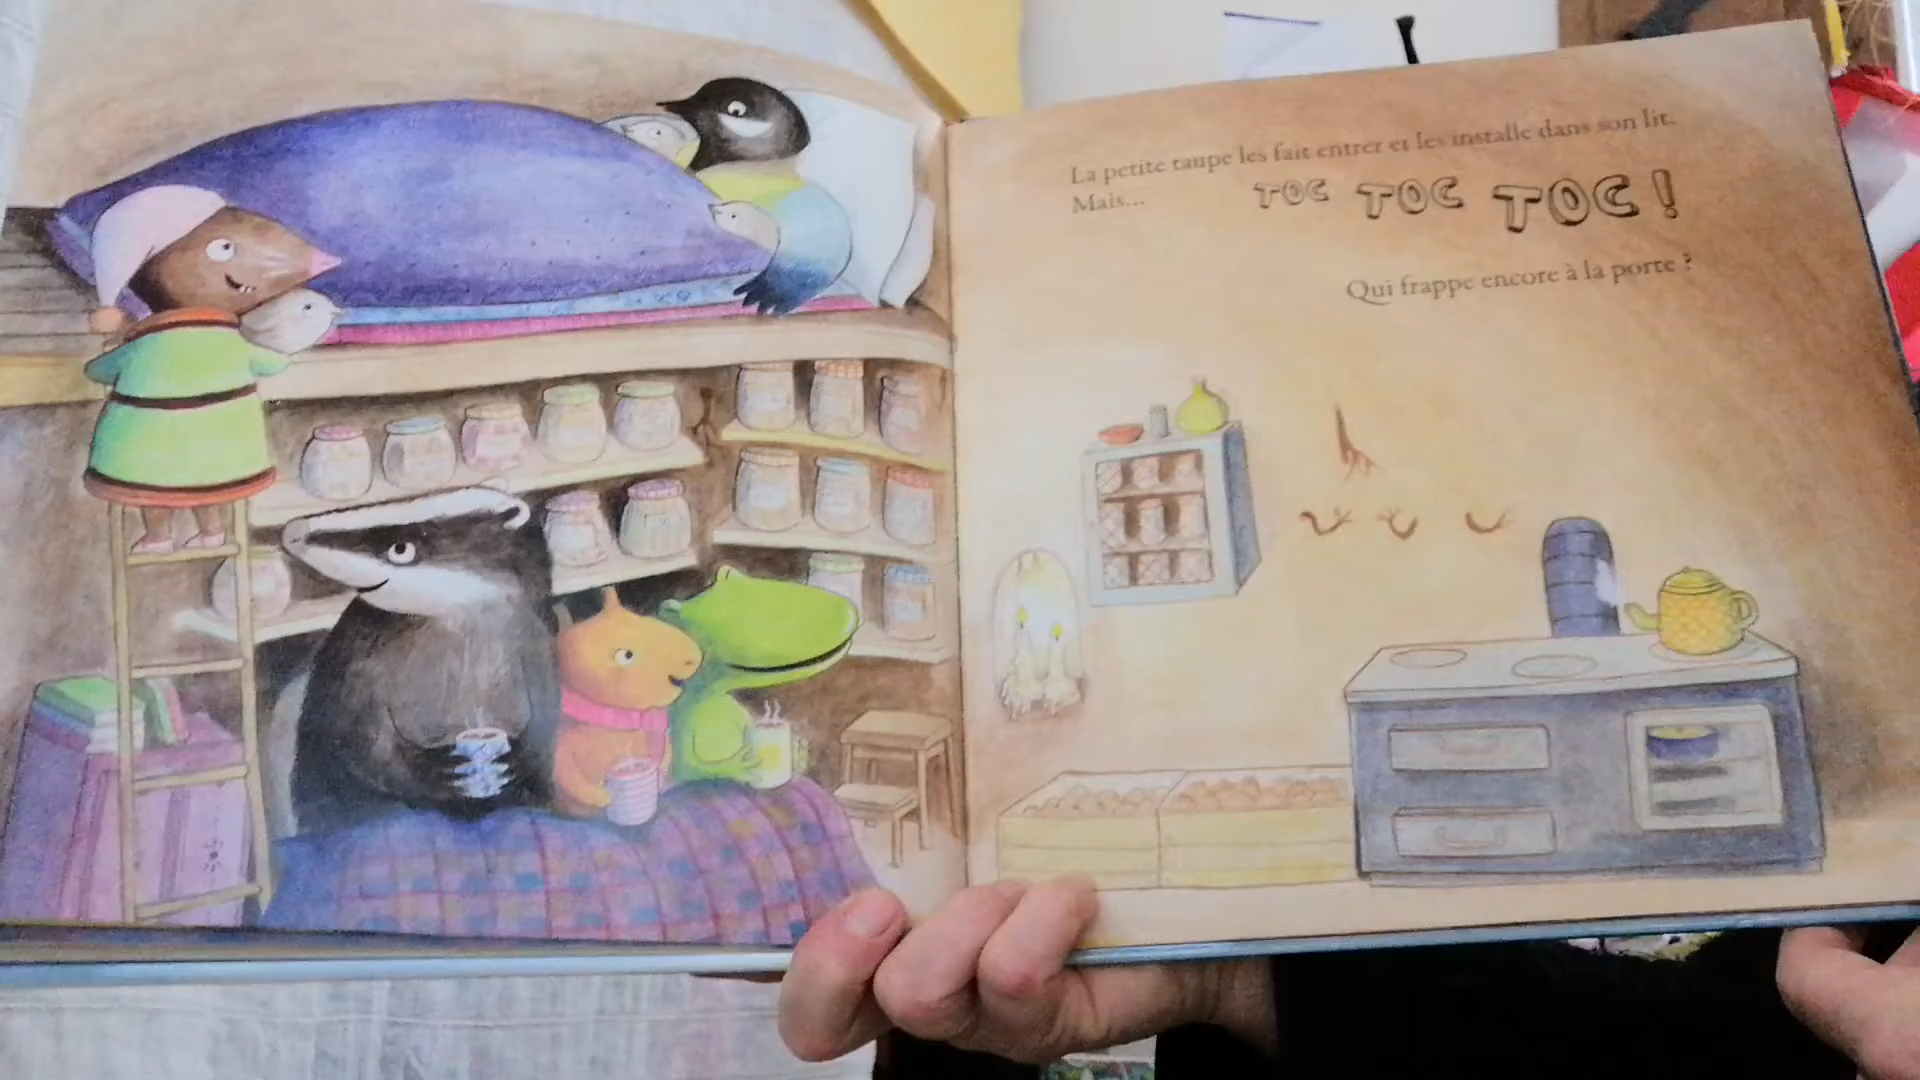 La petite taupe les fait entrer et les installe dans son lit.
Mais... TOC TOC TOC !
Qui frappe encore à la porte ?